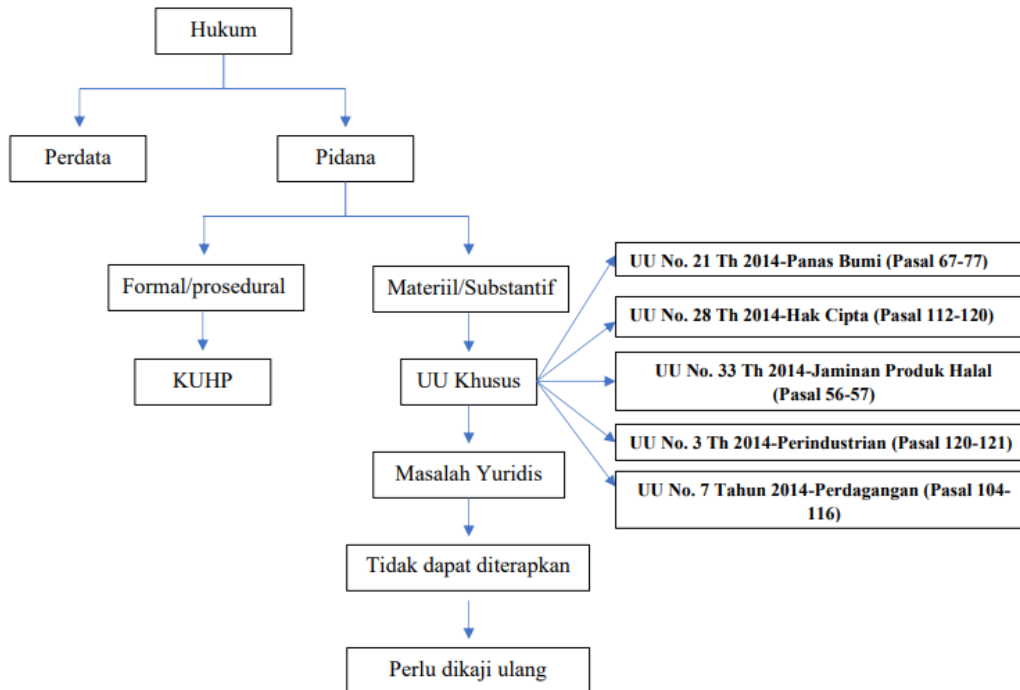 Hukum
Perdata
Pidana
Formal/prosedural
Materiil/Substantif
KUHP
UU Khusus
UU No. 21 Th 2014-Panas Bumi (Pasal 67-77)
UU No. 28 Th 2014-Hak Cipta (Pasal 112-120)
UU No. 33 Th 2014-Jaminan Produk Halal
(Pasal 56-57)
UU No. 3 Th 2014-Perindustrian (Pasal 120-121)
UU No. 7 Tahun 2014-Perdagangan (Pasal 104-
116)
Masalah Yuridis
Tidak dapat diterapkan
Perlu dikaji ulang